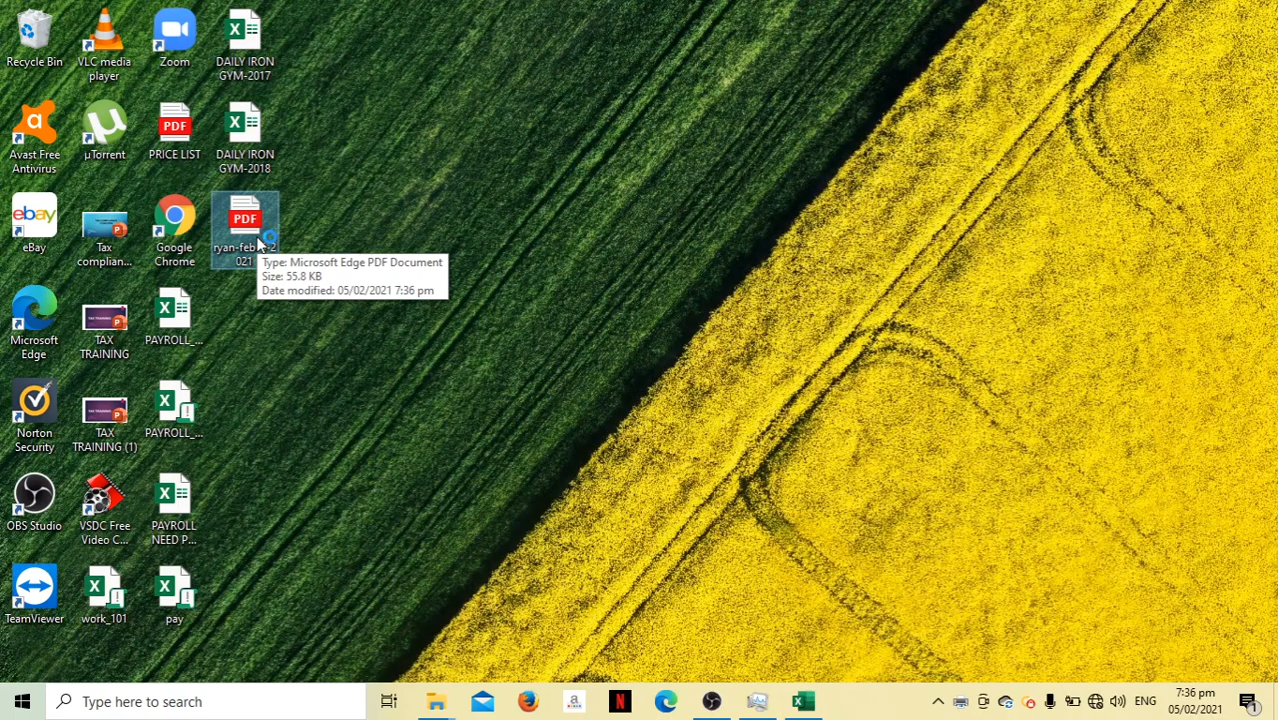 Recycle Bin
VLC media
player
Zoom
DAILY IRON
GYM-2017
Avast Free
Antivirus
µTorrent
PDF
PRICE LIST
DAILY IRON
GYM-2018
ebay
eBay
Tax
complian...
Google
Chrome
PDF
021
Type: Microsoft Edge PDF Document
Size: 55.8 KB
Date modified: 05/02/2021 7:36 pm
Microsoft
Edge
TAX
TRAINING
PAYROLL_...
Norton
Security
TAX
TRAINING (1)
PAYROLL_...
OBS Studio
VSDC Free
Video C...
PAYROLL
NEED P...
TeamViewer
work_101
pay
Type here to search
ENG
7:36 pm
05/02/2021
1